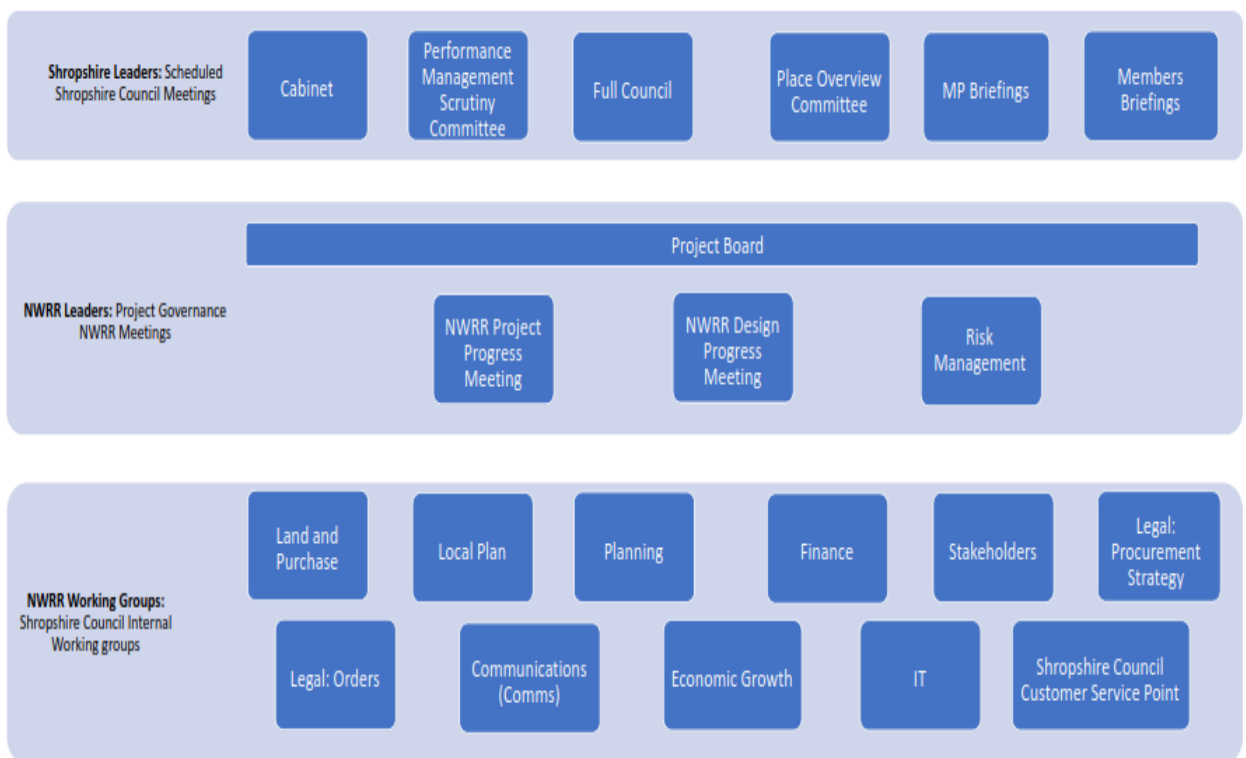 Shropshire Leaders: Scheduled
Shropshire Council Meetings
Cabinet
Performance
Management
Scrutiny
Committee
Full Council
Place Overview
Committee
MP Briefings
Members
Briefings
Project Board
NWRR Leaders: Project Governance
NWRR Meetings
NWRR Project
Progress
Meeting
NWRR Design
Progress
Meeting
Risk
Management
NWRR Working Groups:
Shropshire Council Internal
Working groups
Land and
Purchase
Local Plan
Planning
Finance
Stakeholders
Legal:
Procurement
Strategy
Legal: Orders
Communications
(Comms)
Economic Growth
IT
Shropshire Council
Customer Service Point